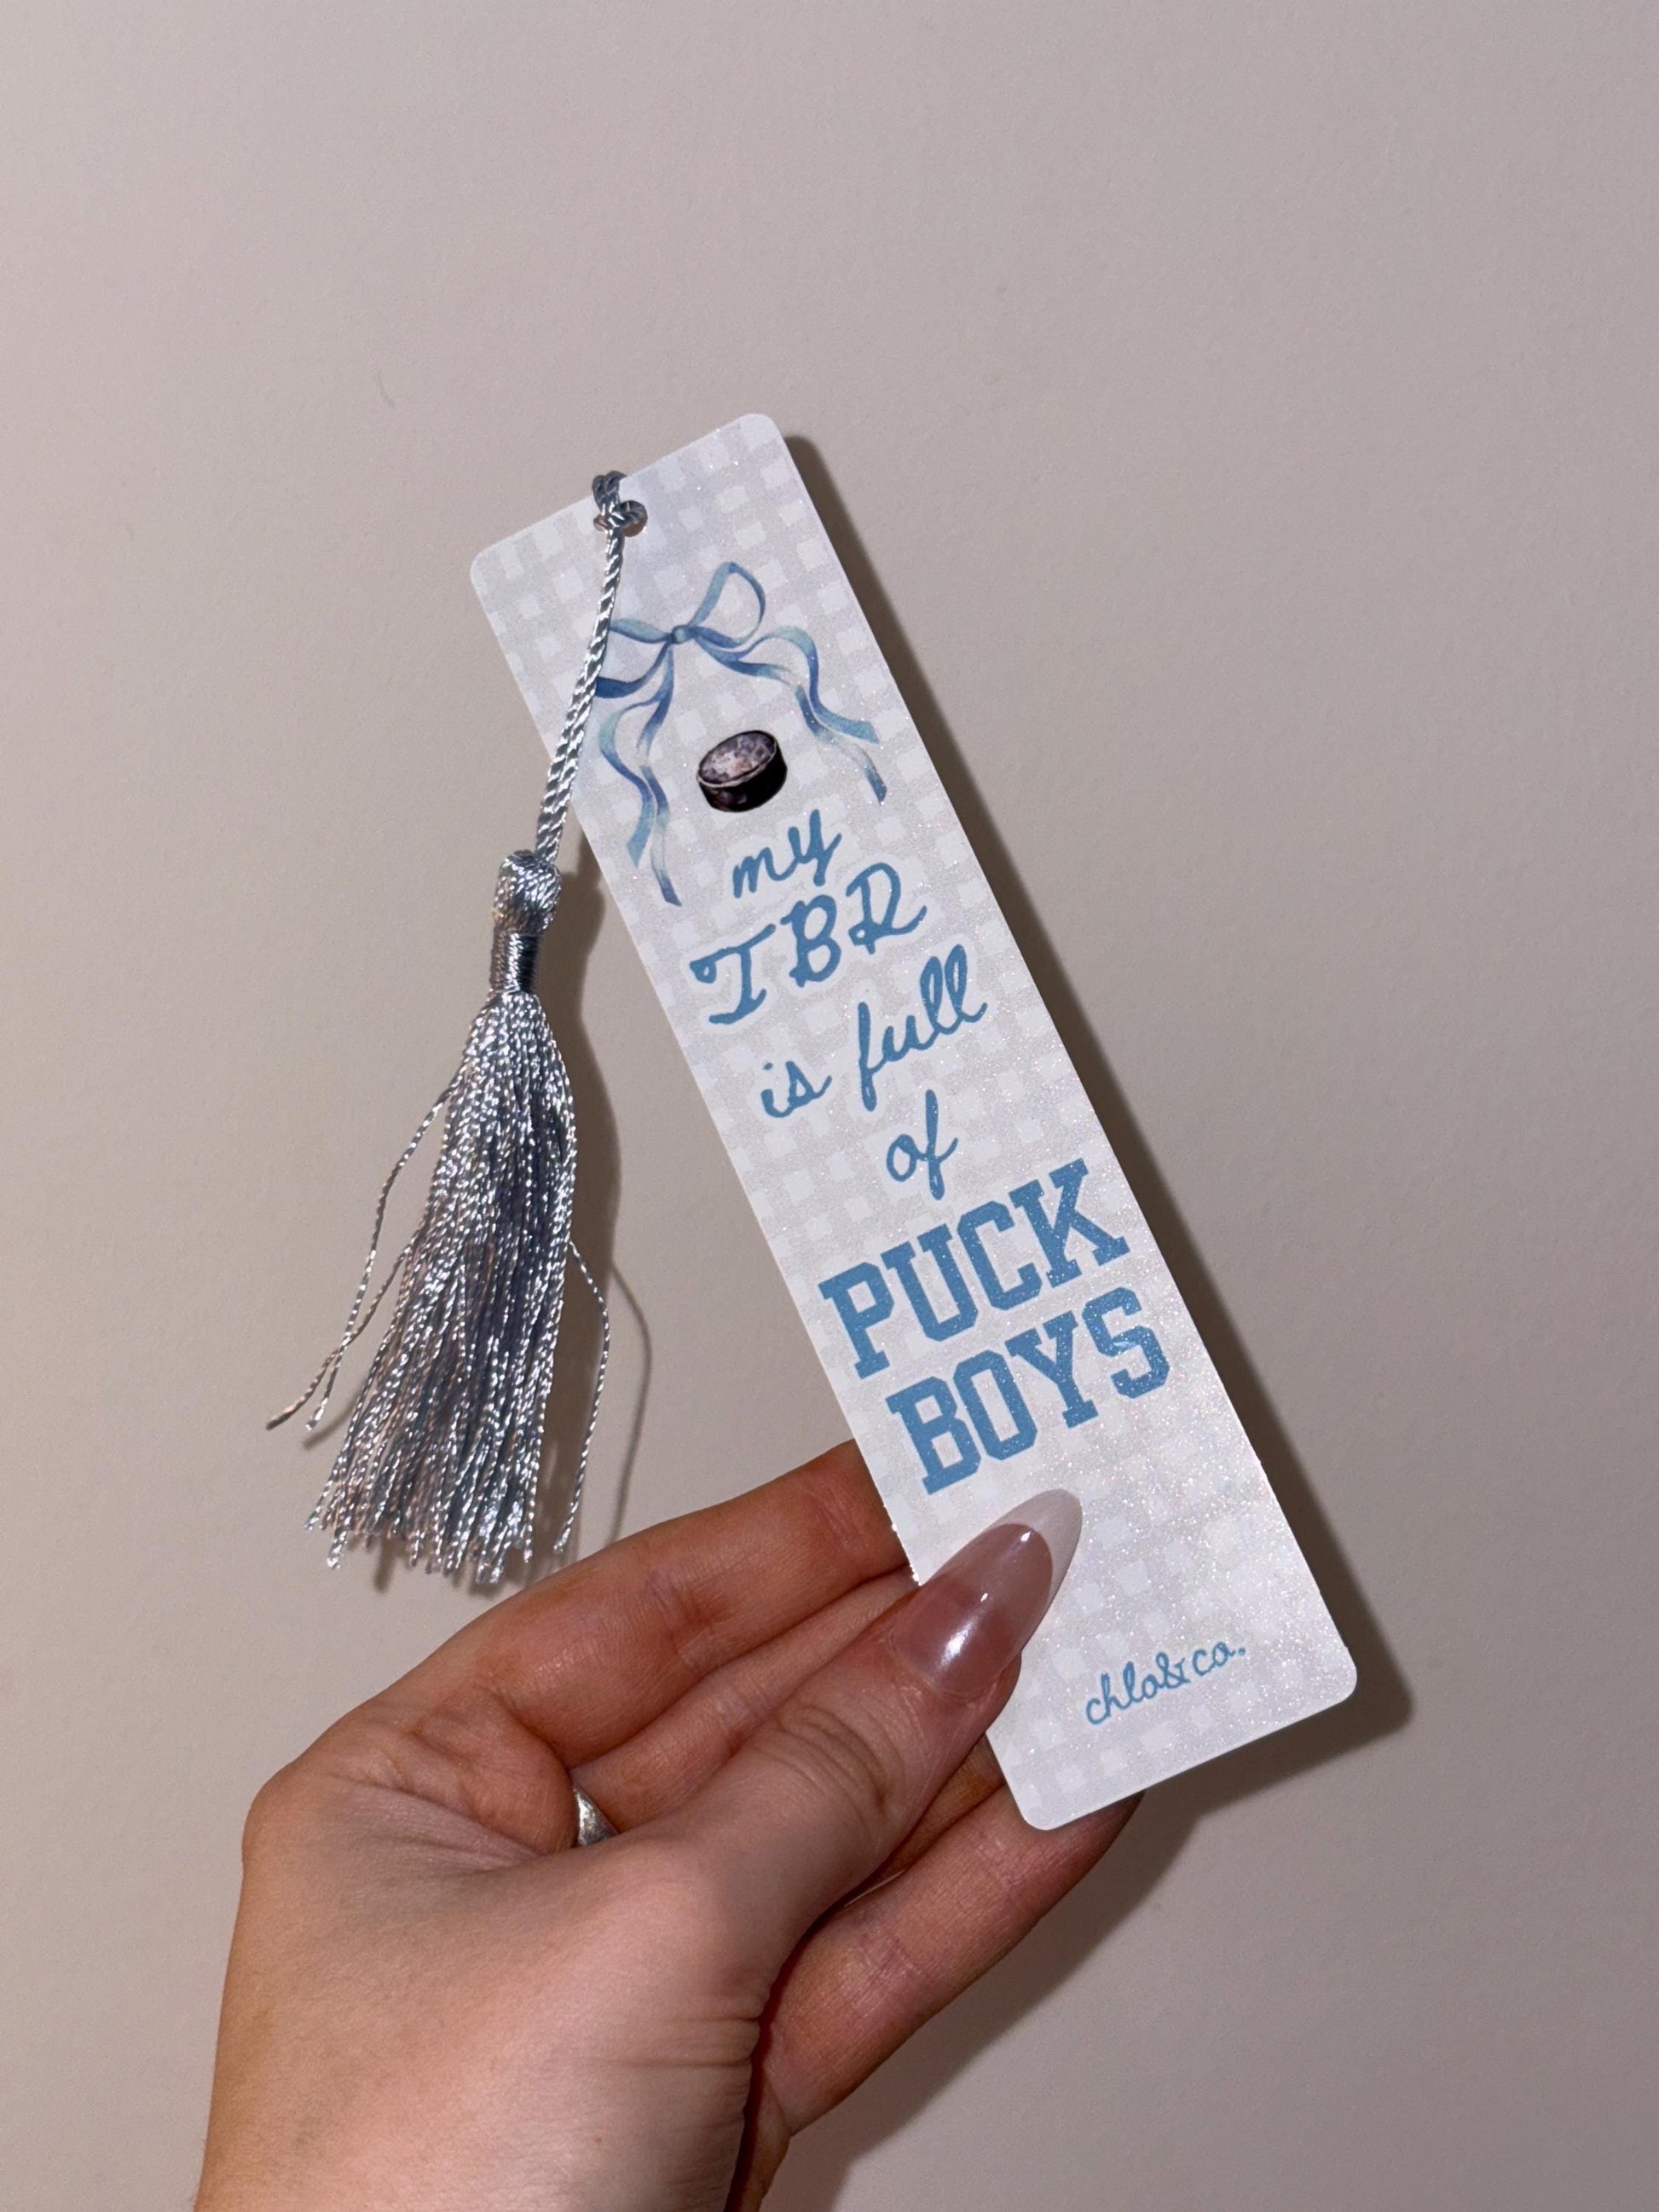 my
TBR
is full
of
PUCK
BOYS
chlo&co.